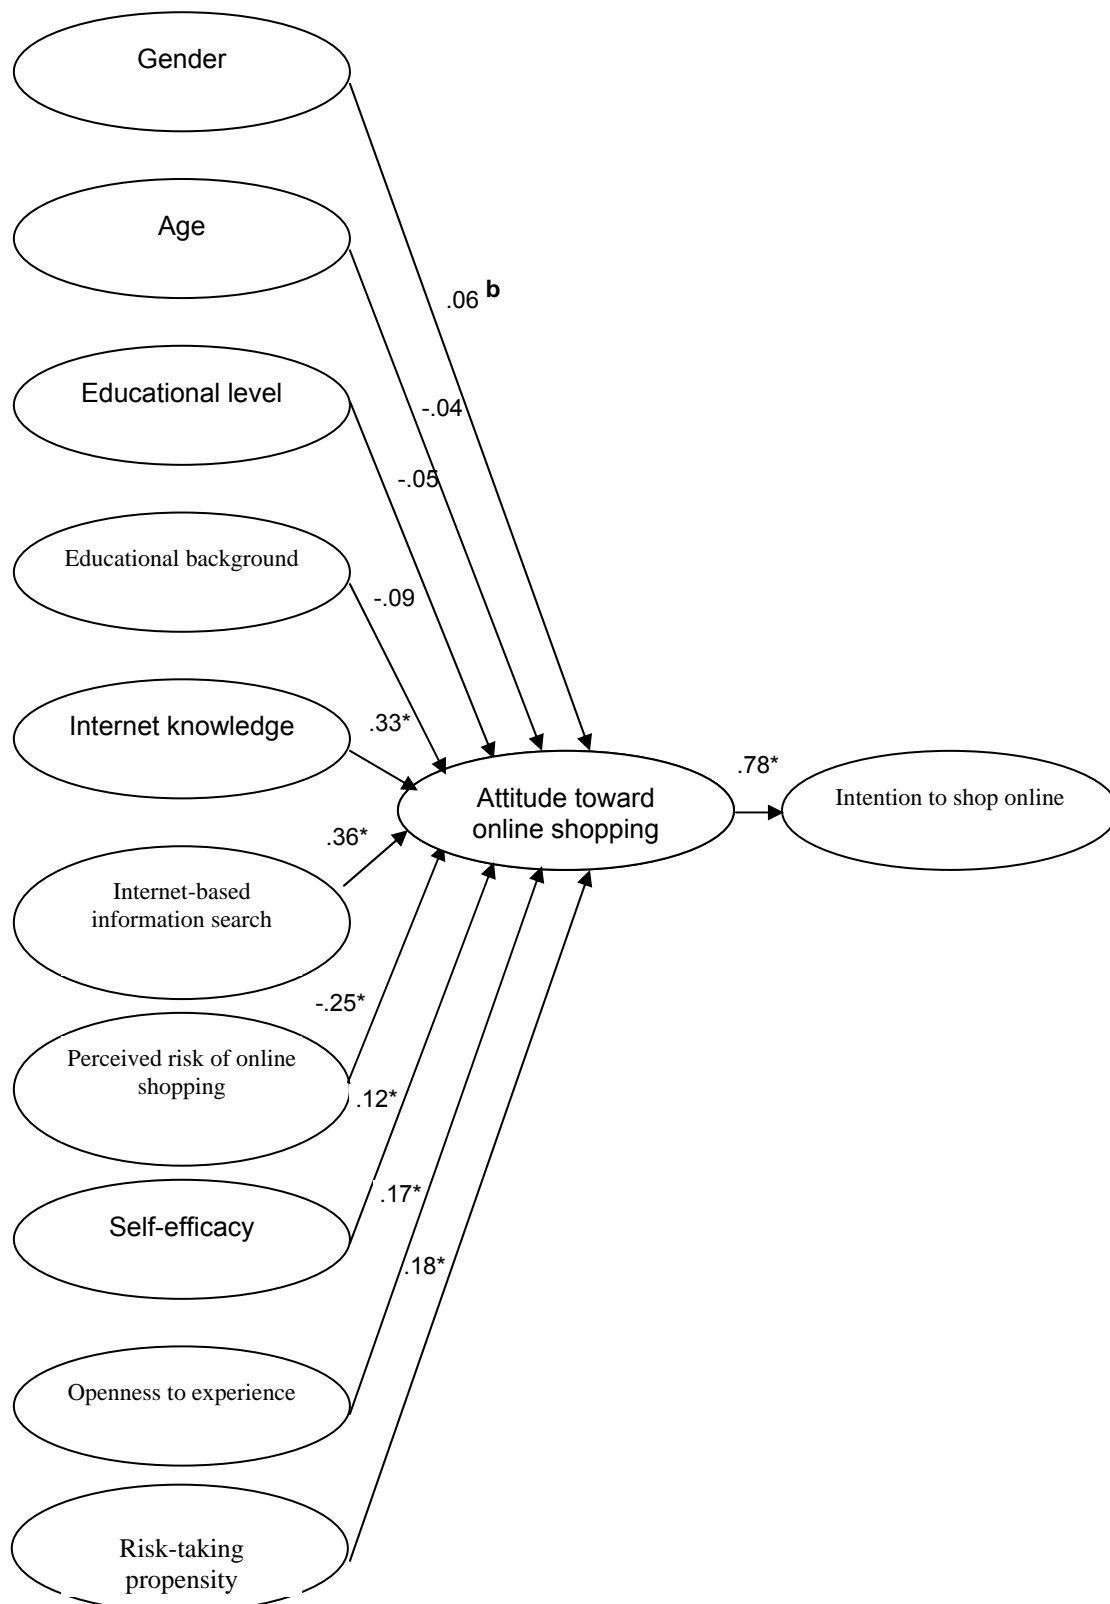 Gender
Age
.06 b
Educational level
-.04
-.05
Educational background
-.09
Internet knowledge
.33*
Attitude toward
online shopping
.78*
Intention to shop online
.36*
Internet-based
information search
-.25*
Perceived risk of online
shopping
.12*
.17*
Self-efficacy
.18*
Openness to experience
Risk-taking
propensity